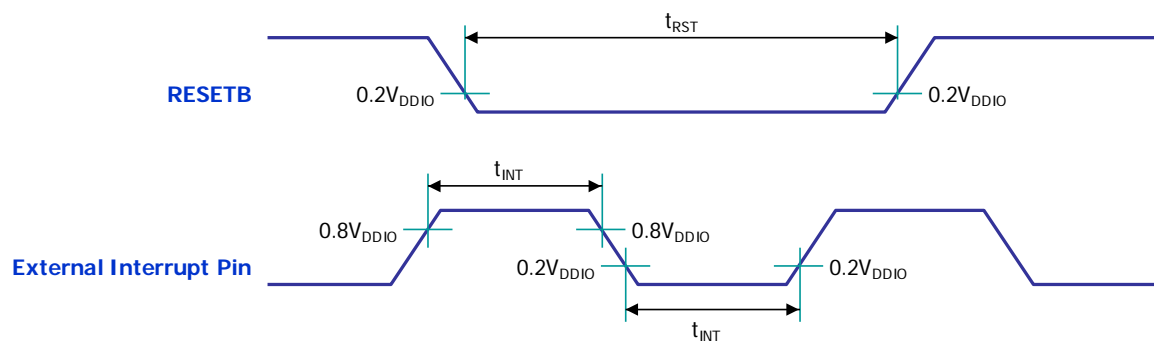 tRST
RESETB
0.2VDDIO
0.2VDDIO
tINT
0.8VDDIO
0.8VDDIO
External Interrupt Pin
0.2VDDIO
0.2VDDIO
tINT